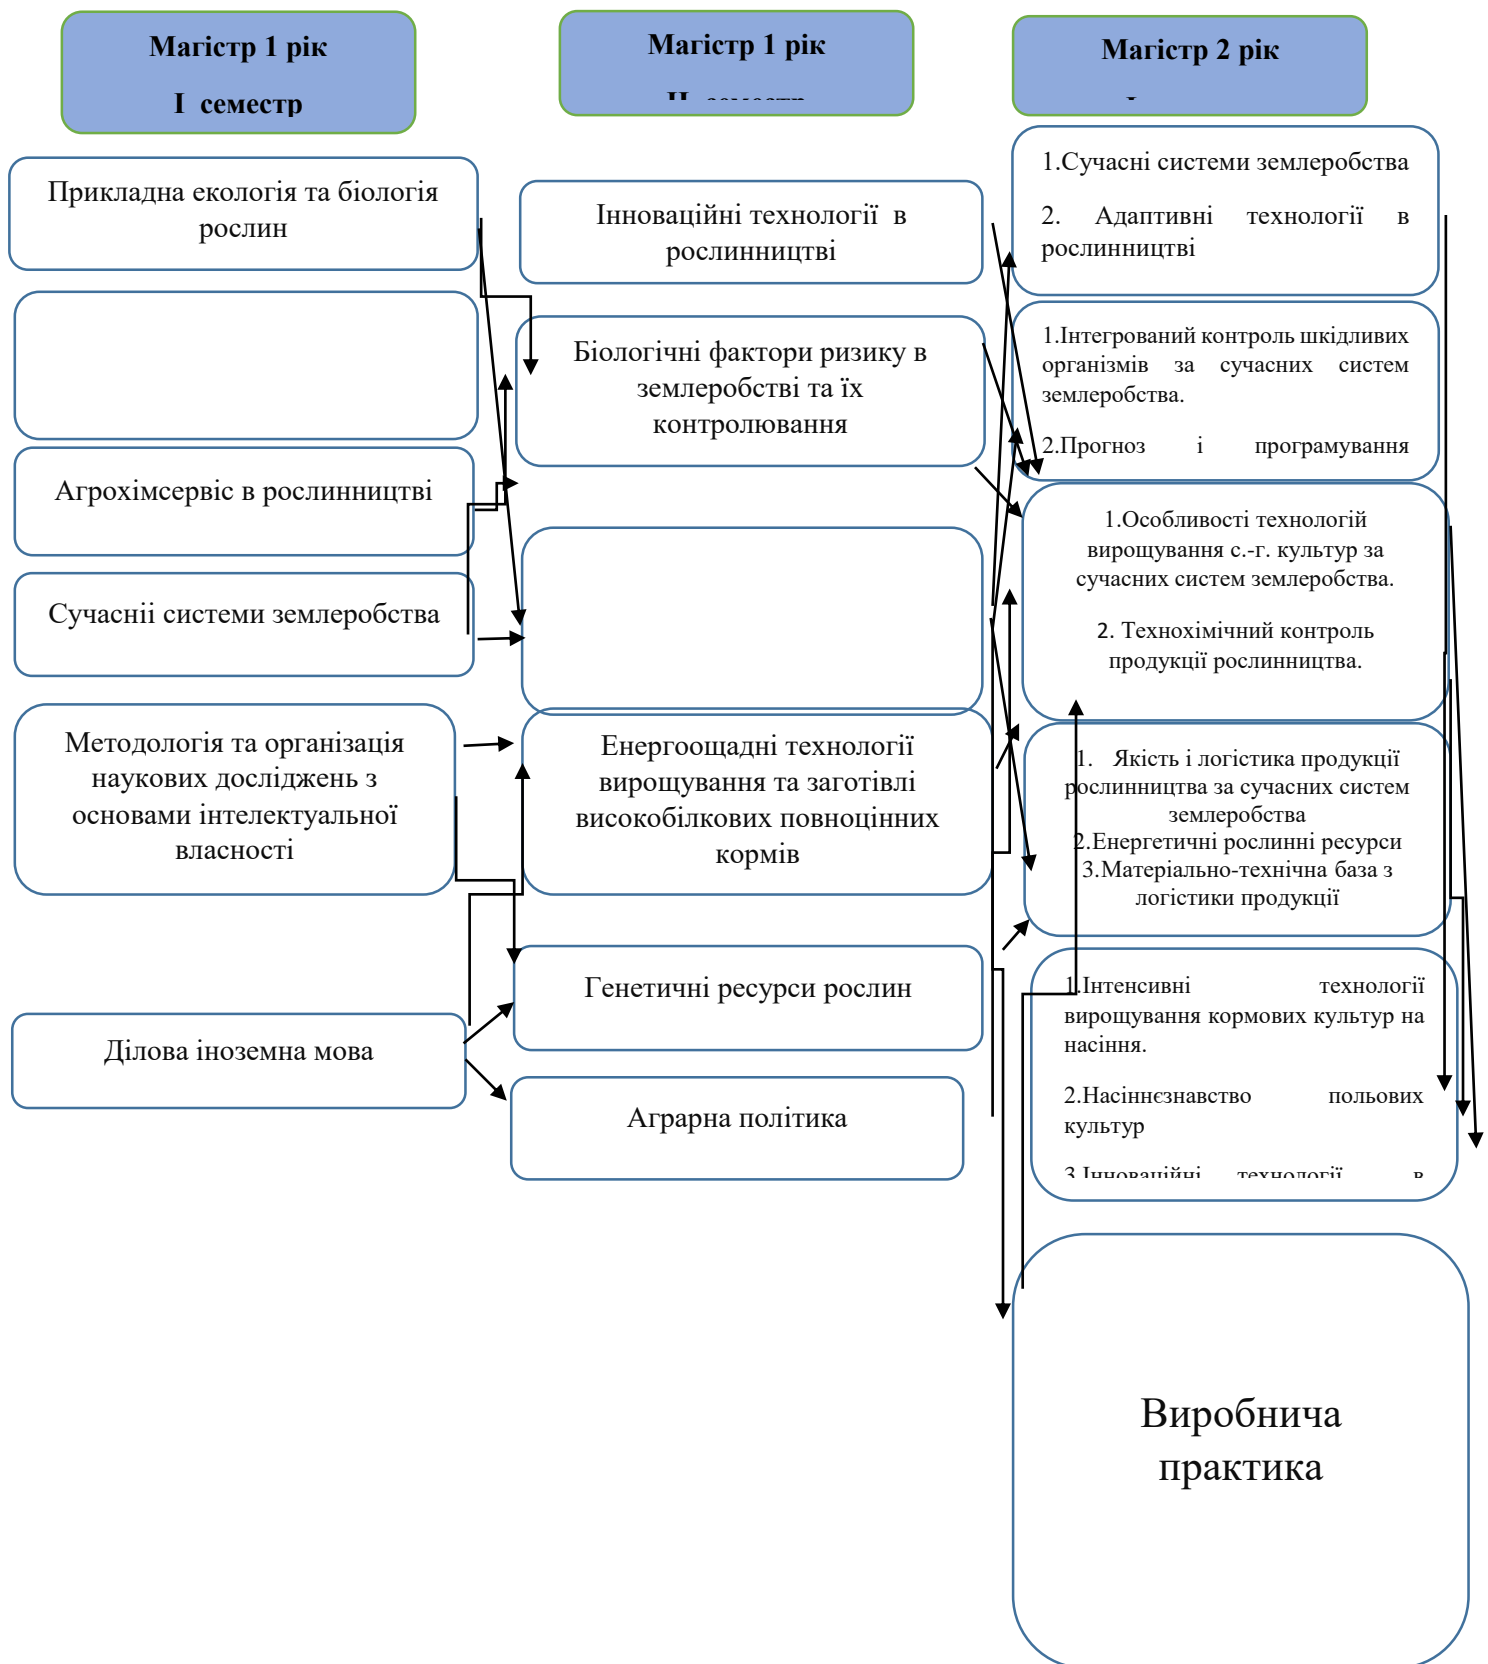 Магістр 1 рік
І семестр
Магістр 1 рік
ІІ семестр
Магістр 2 рік
Прикладна екологія та біологія
рослин
Агрохімсервіс в рослинництві
Сучасніі системи землеробства
Методологія та організація
наукових досліджень з
основами інтелектуальної
власності
Ділова іноземна мова
Інноваційні технології в
рослинництві
Біологічні фактори ризику в
землеробстві та їх
контролювання
Енергоощадні технології
вирощування та заготівлі
високобілкових повноцінних
кормів
Генетичні ресурси рослин
Аграрна політика
1.Сучасні системи землеробства
2. Адаптивні технології в
рослинництві
1.Інтегрований контроль шкідливих
організмів за сучасних систем
землеробства.
2.Прогноз і програмування
1.Особливості технологій
вирощування с.-г. культур за
сучасних систем землеробства.
2. Технохімічний контроль
продукції рослинництва.
1. Якість і логістика продукції
рослинництва за сучасних систем
землеробства
2.Енергетичні рослинні ресурси
3.Матеріально-технічна база з
логістики продукції
1.Інтенсивні технології
вирощування кормових культур на
насіння.
2.Насіннєзнавство польових
культур
3.Інноваційні технології в
Виробнича
практика